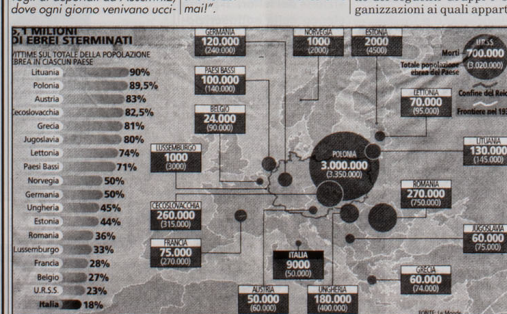 dove ogni giorno venivano ucci-
mai!”.
ganizzazioni ai quali appart
5,1 MILIONI
DI EBREI STERMINATI
VITTIME SUL TOTALE DELLA POPOLAZIONE
EBREA IN CIASCUN PAESE
Lituania 90%
Polonia 89,5%
Austria 83%
Cecoslovacchia 82,5%
Grecia 81%
Jugoslavia 80%
Lettonia 74%
Paesi Bassi 71%
Norvegia 50%
Germania 50%
Ungheria 45%
Estonia 44%
Romania 36%
Lussemburgo 33%
Francia 28%
Belgio 27%
U.R.S.S. 23%
Italia 18%
GERMANIA
120.000
(240.000)
NORVEGIA
1000
(2000)
ESTONIA
2000
(4500)
Morti
Totale popolazione
ebrea del Paese
U.R.S.S.
700.000
(3.020.000)
PAESI BASSI
100.000
(140.000)
BELGIO
24.000
(90.000)
LETTONIA
70.000
(95.000)
Confine del Reic
Frontiere nel 193
LUSSEMBURGO
1000
(3000)
POLONIA
3.000.000
(3.350.000)
LITUANIA
130.000
(145.000)
CECOSLOVACCHIA
260.000
(315.000)
ROMANIA
270.000
(750.000)
FRANCIA
75.000
(270.000)
ITALIA
9000
(50.000)
JUGOSLAVIA
60.000
(75.000)
GRECIA
60.000
(74.000)
AUSTRIA
50.000
(60.000)
UNGHERIA
180.000
(400.000)
FONTE: Le Monde